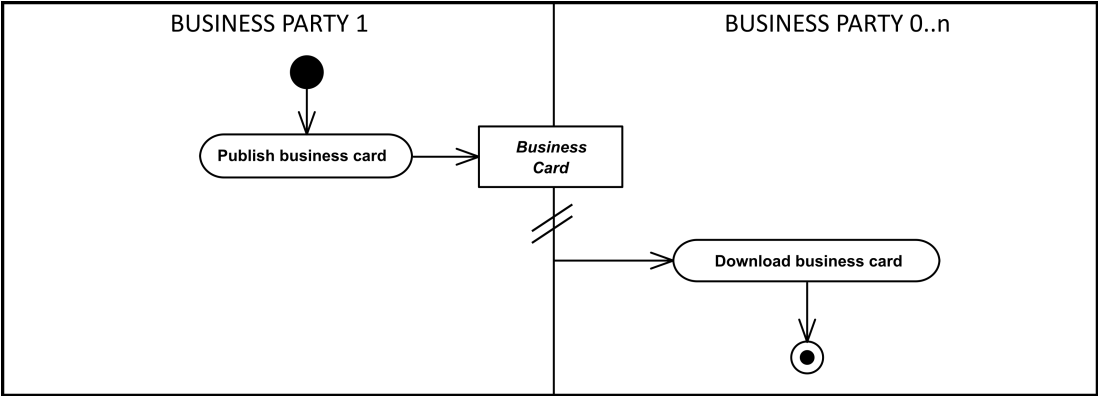 BUSINESS PARTY 1
BUSINESS PARTY 0..n
Publish business card
Business
Card
Download business card